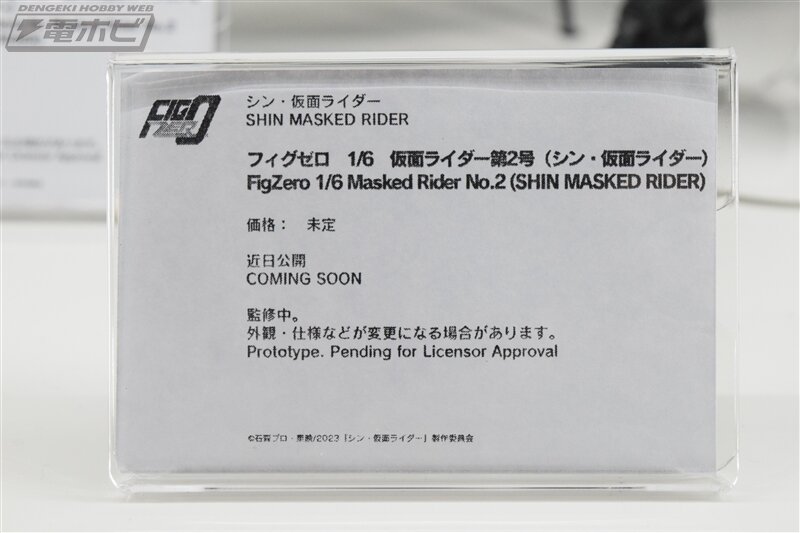 DENGEKI HOBBY WEB
電ホビ
FIG
ZERO
シン・仮面ライダー
SHIN MASKED RIDER
フィグゼロ 1/6 仮面ライダー第2号（シン・仮面ライダー）
FigZero 1/6 Masked Rider No.2 (SHIN MASKED RIDER)
価格： 未定
近日公開
COMING SOON
監修中。
外観・仕様などが変更になる場合があります。
Prototype. Pending for Licensor Approval
©石森プロ・東映/2023「シン・仮面ライダー」製作委員会